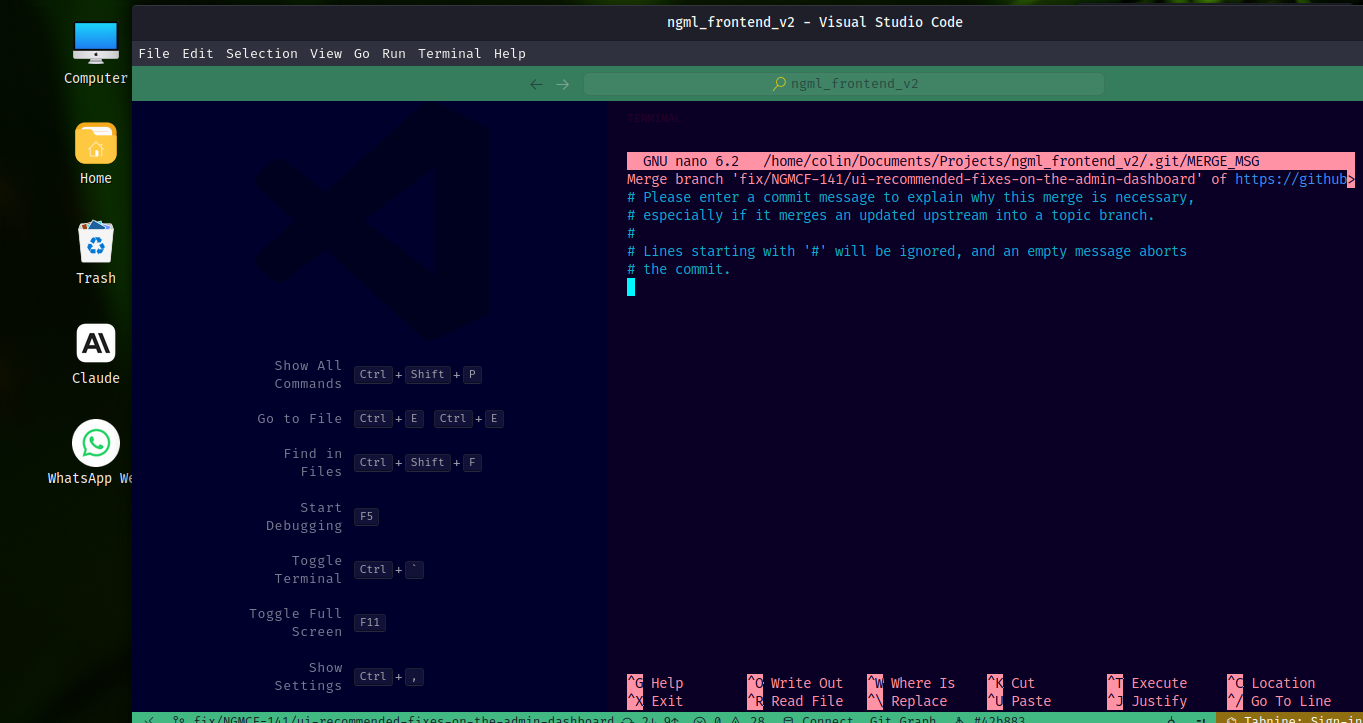 ngml_frontend_v2 - Visual Studio Code
File Edit Selection View Go Run Terminal Help
ngml_frontend_v2
Computer
Home
Trash
Claude
WhatsApp We
TERMINAL
GNU nano 6.2 /home/colin/Documents/Projects/ngml_frontend_v2/.git/MERGE_MSG
Merge branch 'fix/NGMCF-141/ui-recommended-fixes-on-the-admin-dashboard' of https://github>
# Please enter a commit message to explain why this merge is necessary,
# especially if it merges an updated upstream into a topic branch.
#
# Lines starting with '#' will be ignored, and an empty message aborts
# the commit.
Show All
Commands Ctrl + Shift + P
Go to File Ctrl + E Ctrl + E
Find in
Files Ctrl + Shift + F
Start
Debugging F5
Toggle
Terminal Ctrl + `
Toggle Full
Screen F11
Show
Settings Ctrl + ,
^G Help ^O Write Out ^W Where Is ^K Cut ^T Execute ^C Location
^X Exit ^R Read File ^\ Replace ^U Paste ^J Justify ^/ Go To Line
fix/NGMCF-141/ui-recommended-fixes-on-the-admin-dashboard 2↓ 9↑ 0 28 Connect Git Graph #42b883 Tabnine: Sign-in